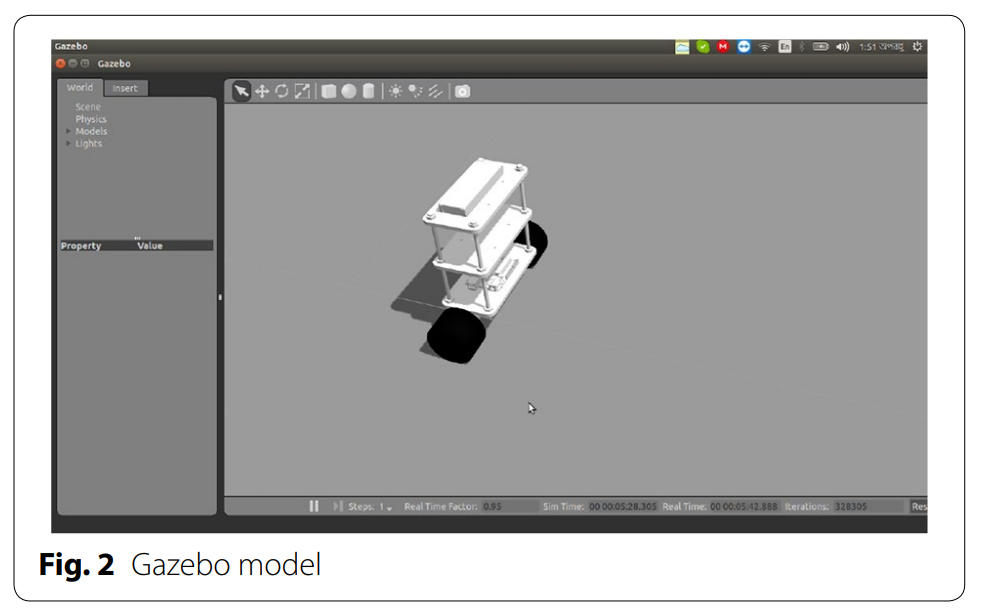 Gazebo
En
1:51 অপরাহ্ণ
Gazebo
World Insert
Scene
Physics
Models
Lights
Property Value
Steps: 1 Real Time Factor: 0.95 Sim Time: 00 00:05:28.305 Real Time: 00 00:05:42.888 Iterations: 328305 Res
Fig. 2 Gazebo model